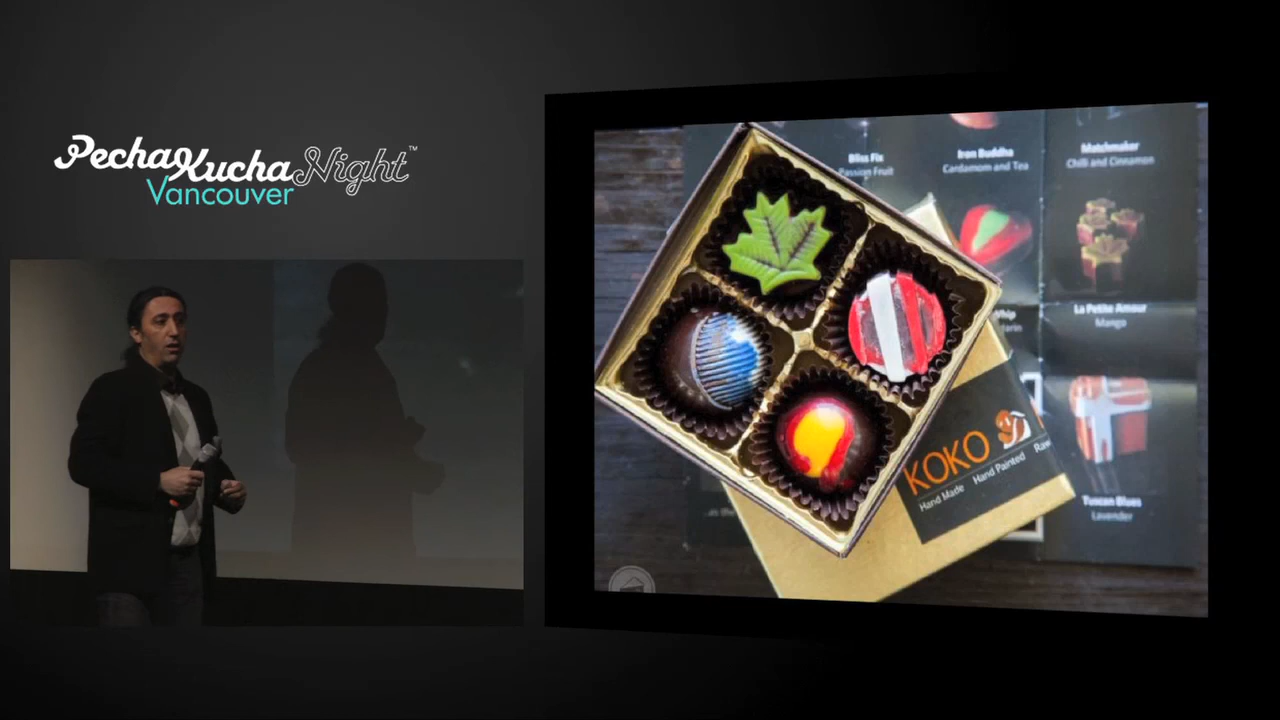 PechaKucha Night™
Vancouver
Bliss Fix
Passion Fruit
Iron Buddha
Cardamom and Tea
Matchmaker
Chili and Cinnamon
La Petite Amour
Mango
KOKO
Hand Made Hand Painted
Tuscan Blues
Lavender